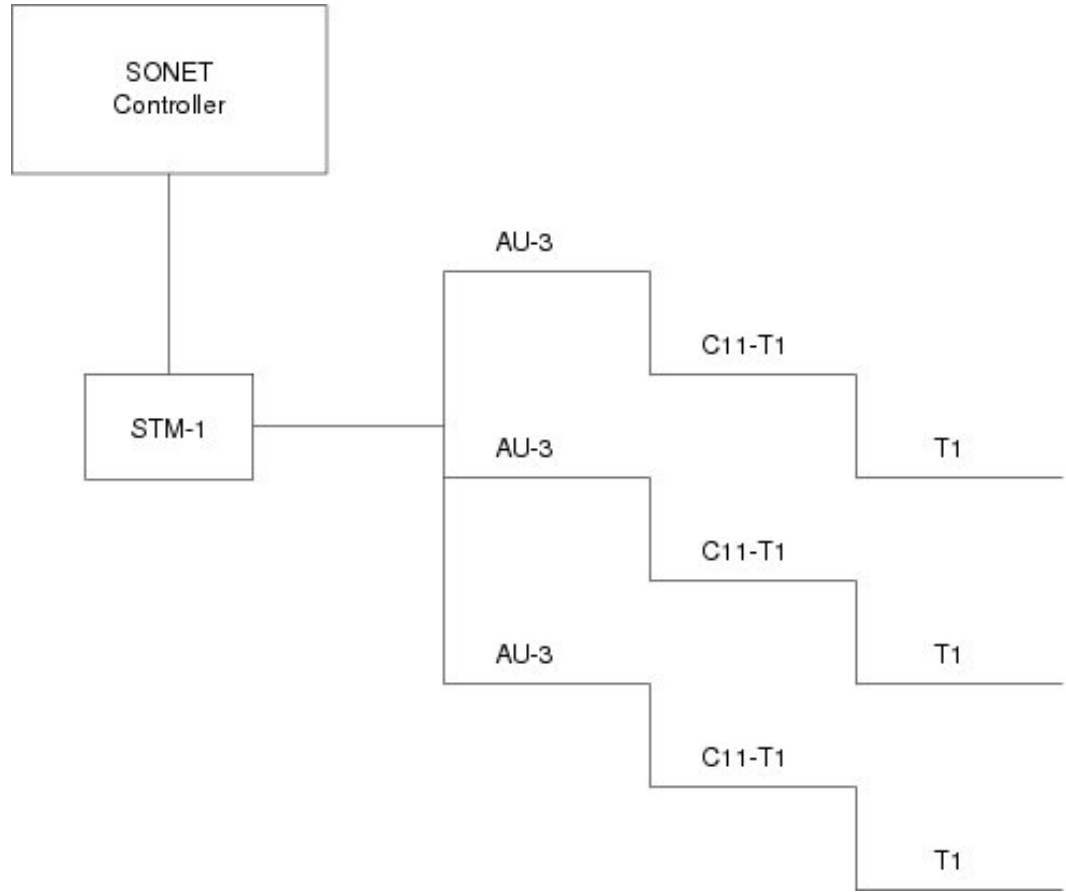 SONET
Controller
AU-3
C11-T1
STM-1
AU-3
T1
C11-T1
AU-3
T1
C11-T1
T1